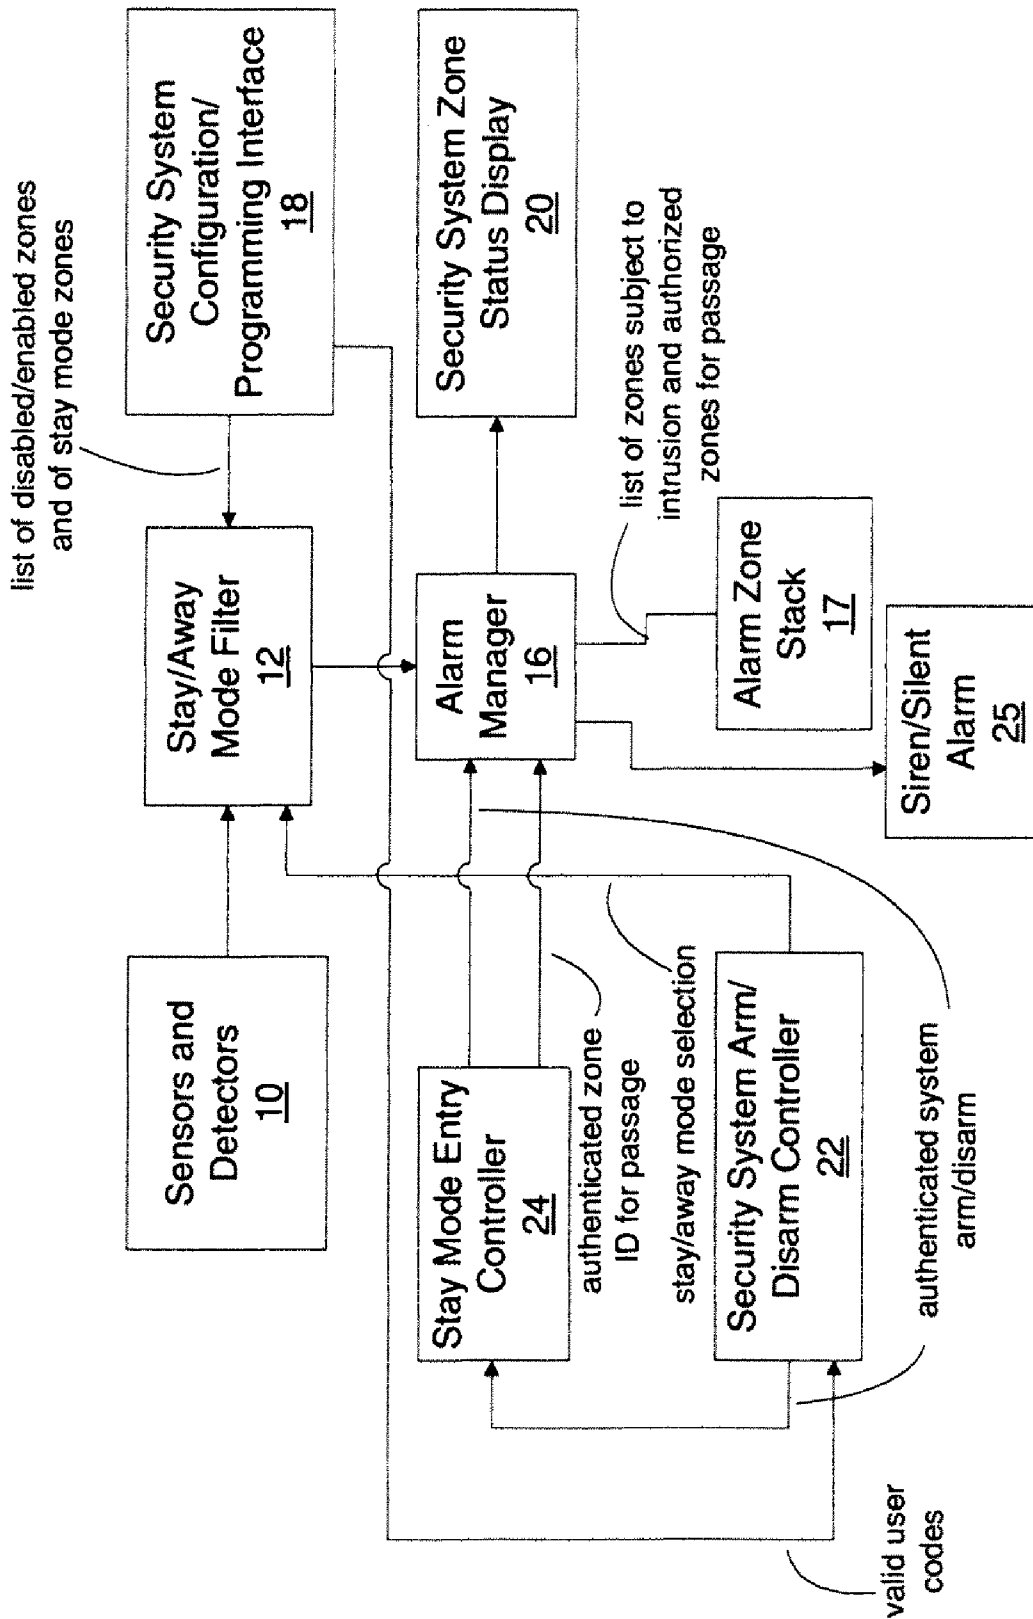 list of disabled/enabled zones
and of stay mode zones
Sensors and
Detectors
10
Stay/Away
Mode Filter
12
Security System
Configuration/
Programming Interface
18
Stay Mode Entry
Controller
24
Alarm
Manager
16
Security System Zone
Status Display
20
authenticated zone
ID for passage
list of zones subject to
intrusion and authorized
zones for passage
stay/away mode selection
Security System Arm/
Disarm Controller
22
Alarm Zone
Stack
17
Siren/Silent
Alarm
25
valid user
codes
authenticated system
arm/disarm